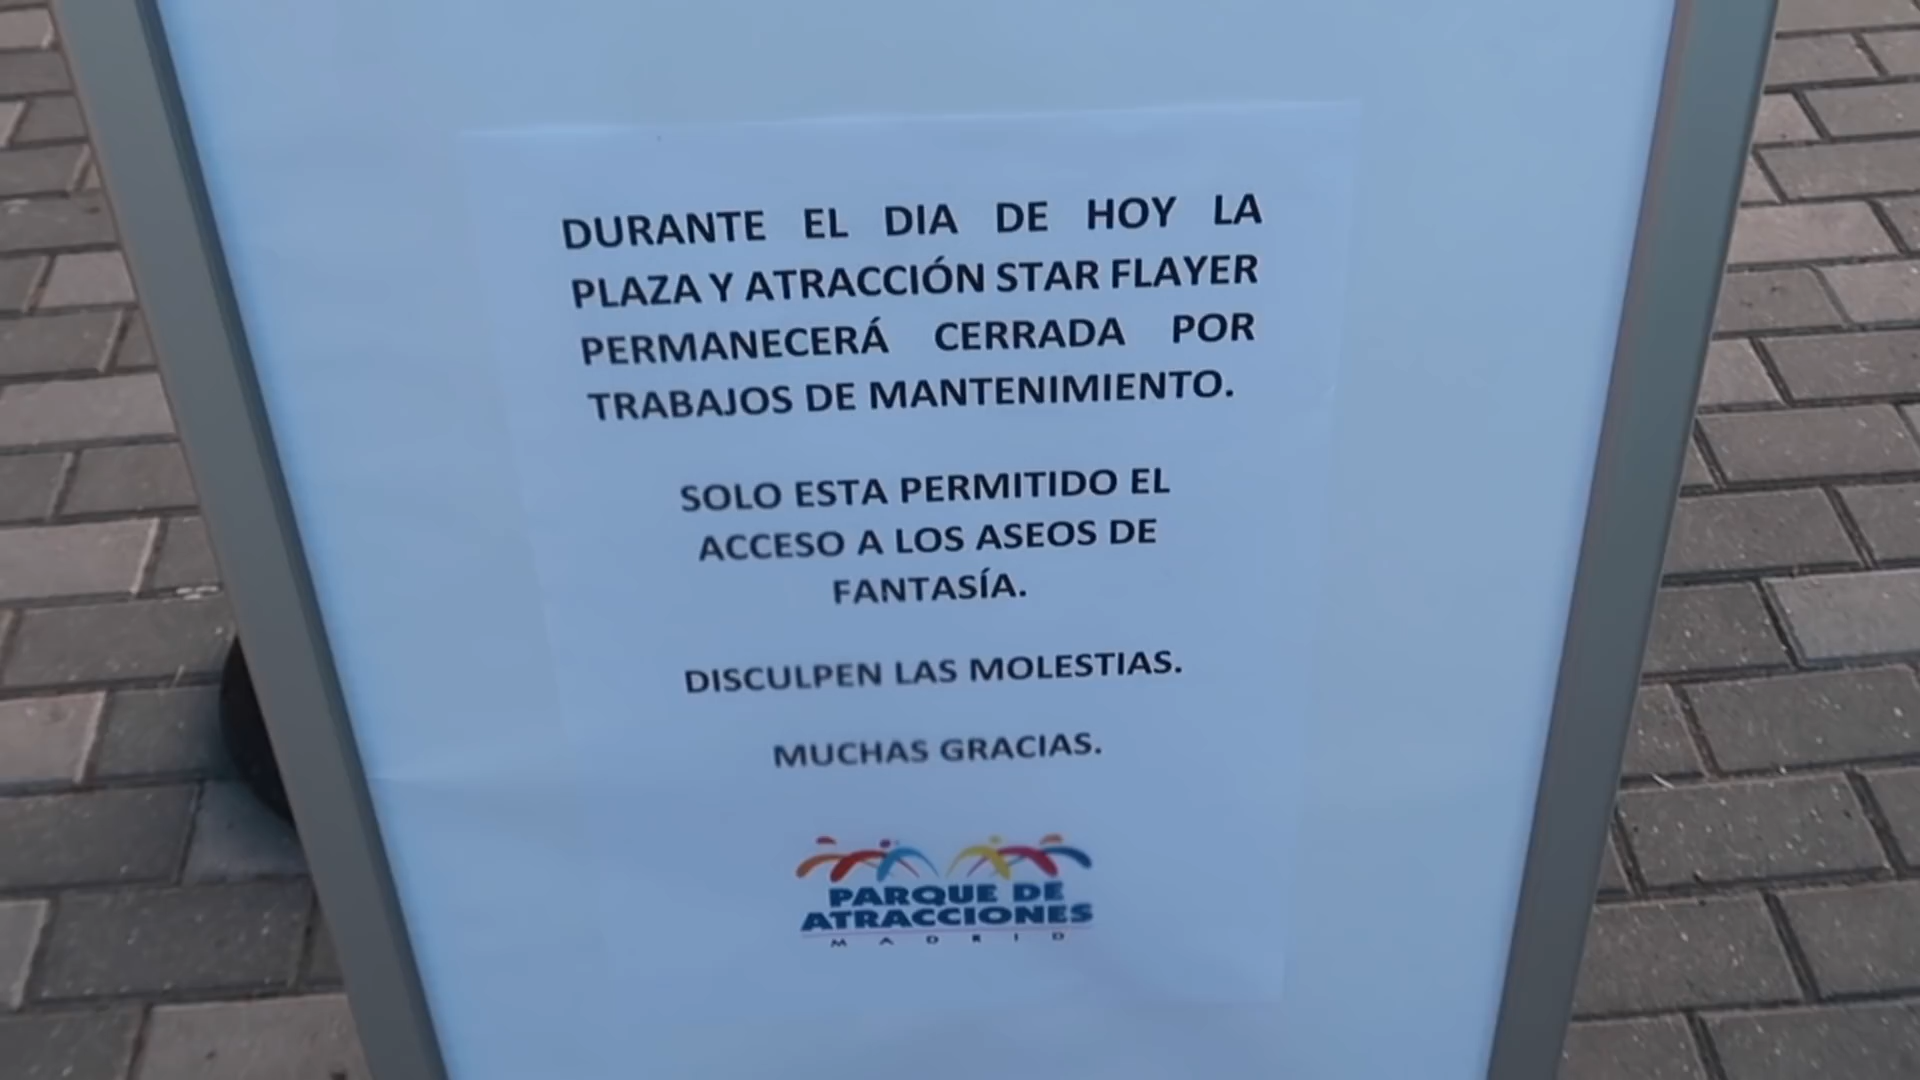 DURANTE EL DIA DE HOY LA
PLAZA Y ATRACCIÓN STAR FLAYER
PERMANECERÁ CERRADA POR
TRABAJOS DE MANTENIMIENTO.
SOLO ESTA PERMITIDO EL
ACCESO A LOS ASEOS DE
FANTASÍA.
DISCULPEN LAS MOLESTIAS.
MUCHAS GRACIAS.
PARQUE DE
ATRACCIONES
MADRID